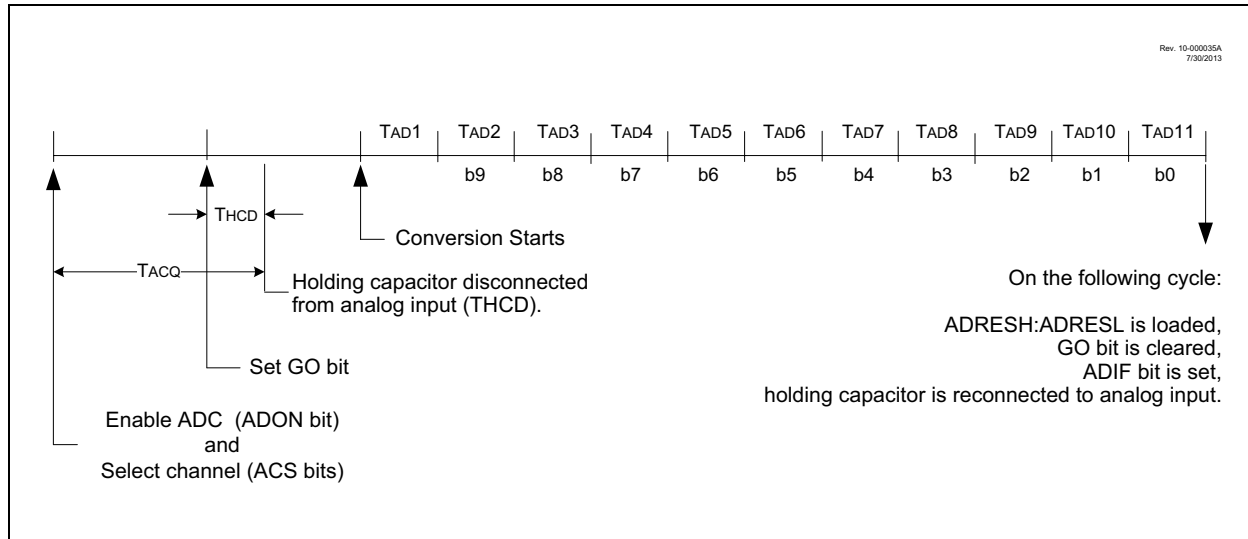 Rev. 10-000035A
7/30/2013
TAD1 TAD2 TAD3 TAD4 TAD5 TAD6 TAD7 TAD8 TAD9 TAD10 TAD11
b9 b8 b7 b6 b5 b4 b3 b2 b1 b0
THCD
Conversion Starts
TACQ
Holding capacitor disconnected
from analog input (THCD).
On the following cycle:
ADRESH:ADRESL is loaded,
GO bit is cleared,
ADIF bit is set,
holding capacitor is reconnected to analog input.
Set GO bit
Enable ADC (ADON bit)
and
Select channel (ACS bits)